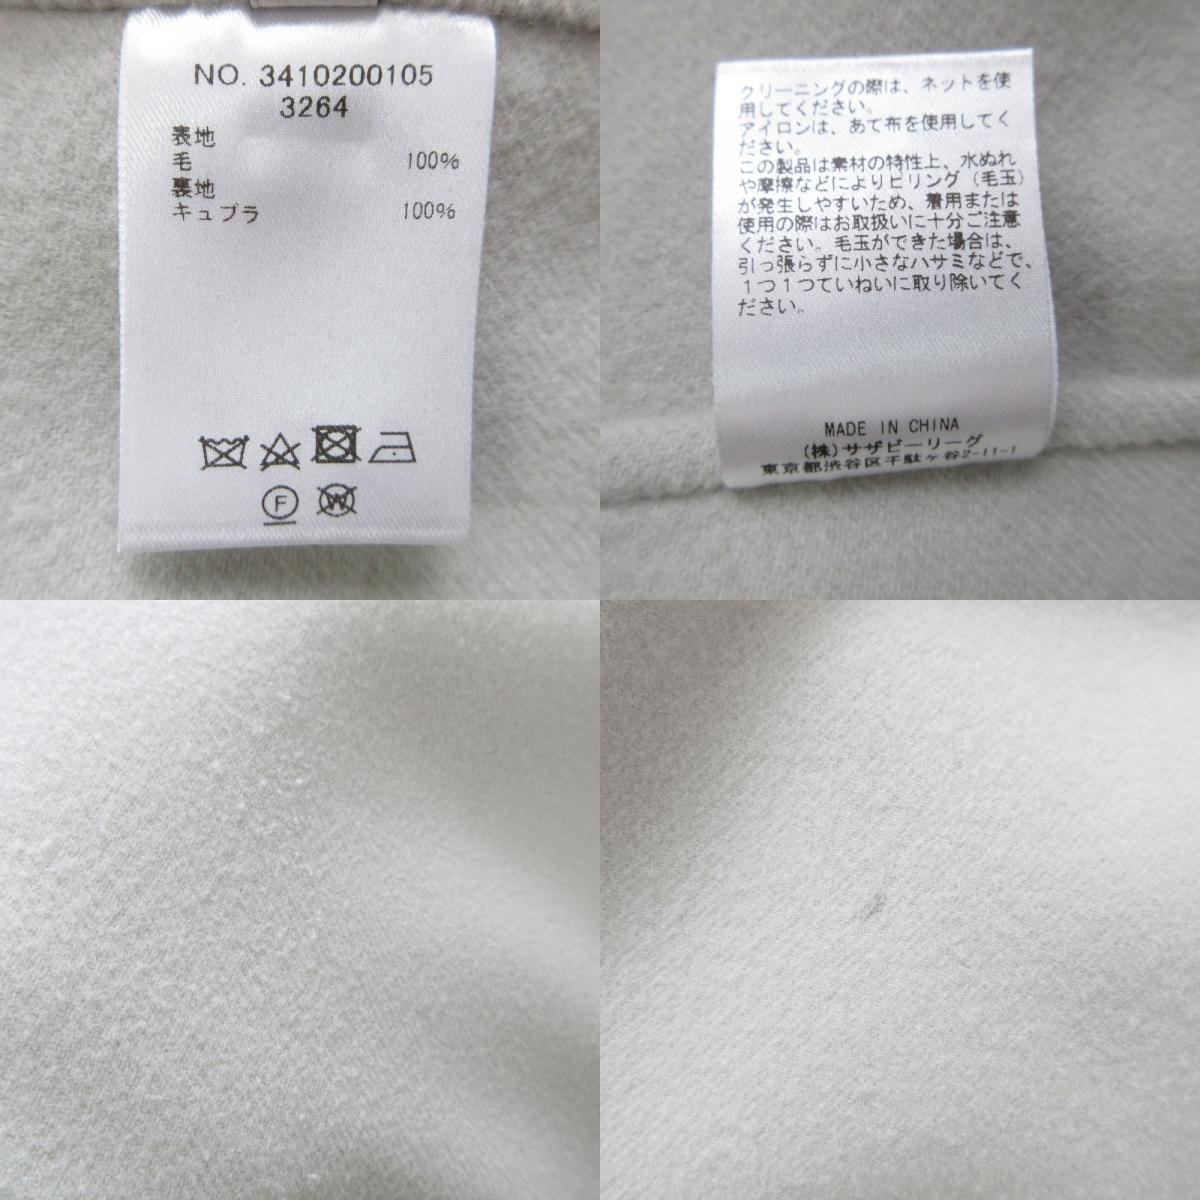 NO. 3410200105
3264
表地
毛 100%
裏地
キュプラ 100%
F
W
クリーニングの際は、ネットを使
用してください。
アイロンは、あて布を使用してく
ださい。
この製品は素材の特性上、水ぬれ
や摩擦などによりピリング（毛玉）
が発生しやすいため、着用または
使用の際はお取扱いに十分ご注意
ください。毛玉ができた場合は、
引っ張らずに小さなハサミなどで、
１つ１つていねいに取り除いてく
ださい。
MADE IN CHINA
(株)サザビーリーグ
東京都渋谷区千駄ヶ谷2-11-1